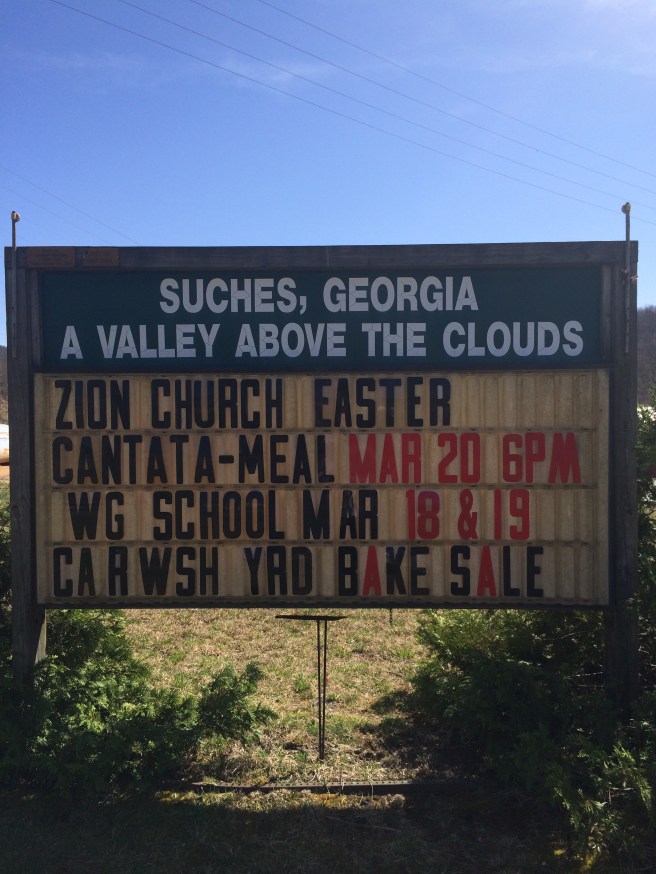 SUCHES, GEORGIA
A VALLEY ABOVE THE CLOUDS
ZION CHURCH EASTER
CANTATA-MEAL MAR 20 6PM
WG SCHOOL MAR 18 & 19
CARWSH YRD BAKE SALE